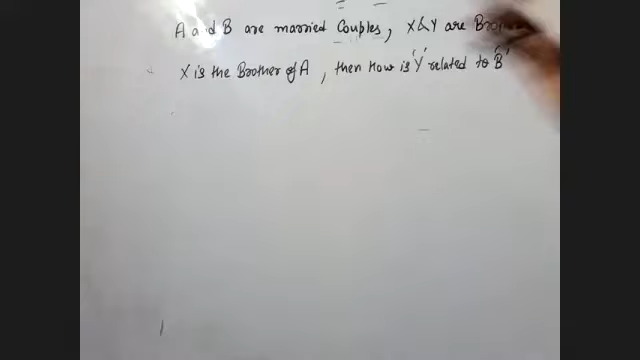 A and B are married Couples, X & Y are
X is the Brother of A, then How is 'Y' related to 'B'